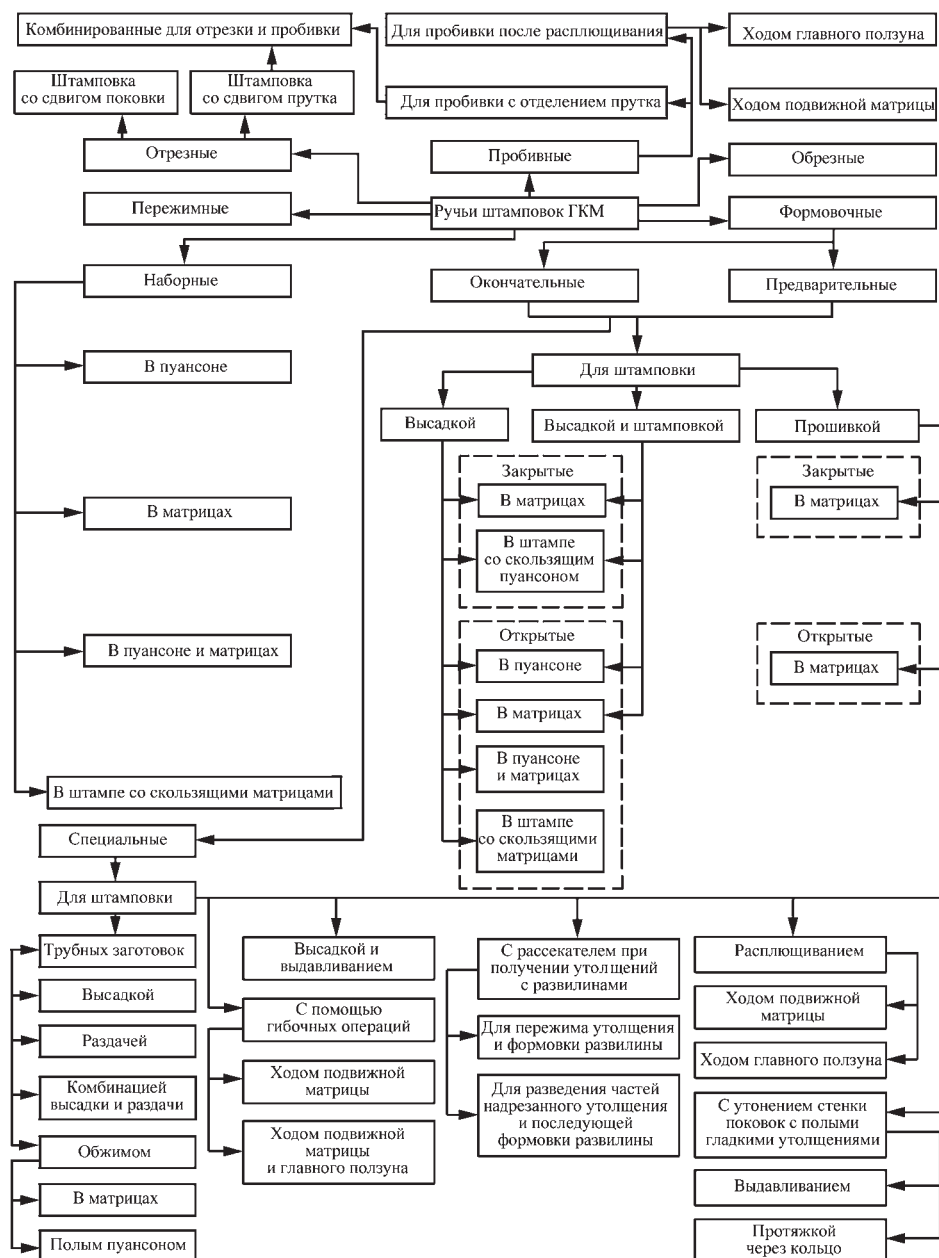 Комбинированные для отрезки и пробивки
Для пробивки после расплющивания
Ходом главного ползуна
Штамповка
со сдвигом поковки
Штамповка
со сдвигом прутка
Для пробивки с отделением прутка
Ходом подвижной матрицы
Отрезные
Пробивные
Обрезные
Пережимные
Ручьи штамповок ГКМ
Формовочные
Наборные
Окончательные
Предварительные
В пуансоне
Для штамповки
Высадкой
Высадкой и штамповкой
Прошивкой
Закрытые
В матрицах
В штампе
со скользящим
пуансоном
Закрытые
В матрицах
В матрицах
Открытые
В пуансоне
В матрицах
В пуансоне
и матрицах
В штампе
со скользящими
матрицами
Открытые
В матрицах
В пуансоне и матрицах
В штампе со скользящими матрицами
Специальные
Для штамповки
Трубных заготовок
Высадкой
Раздачей
Комбинацией
высадки и раздачи
Обжимом
В матрицах
Полым пуансоном
Высадкой и
выдавливанием
С помощью
гибочных операций
Ходом подвижной
матрицы
Ходом подвижной
матрицы
и главного ползуна
С рассекателем при
получении утолщений
с развилинами
Для пережима утолщения
и формовки развилины
Для разведения частей
надрезанного утолщения
и последующей
формовки развилины
Расплющиванием
Ходом подвижной
матрицы
Ходом главного ползуна
С утонением стенки
поковок с полыми
гладкими утолщениями
Выдавливанием
Протяжкой
через кольцо